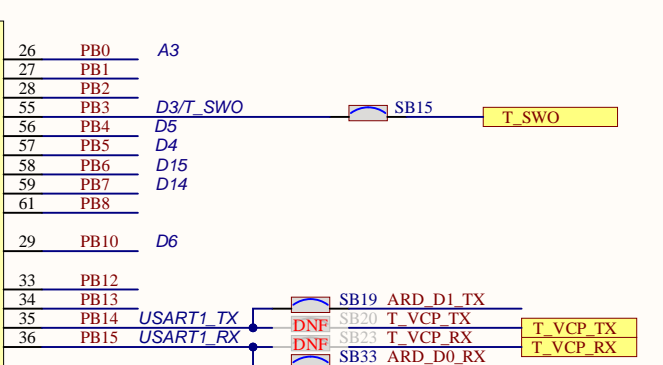 26 PB0 A3
27 PB1
28 PB2
55 PB3 D3/T_SWO SB15 T_SWO
56 PB4 D5
57 PB5 D4
58 PB6 D15
59 PB7 D14
61 PB8
29 PB10 D6
33 PB12
34 PB13 SB19 ARD_D1_TX
35 PB14 USART1_TX DNF SB20 T_VCP_TX T_VCP_TX
36 PB15 USART1_RX DNF SB23 T_VCP_RX T_VCP_RX
SB33 ARD_D0_RX